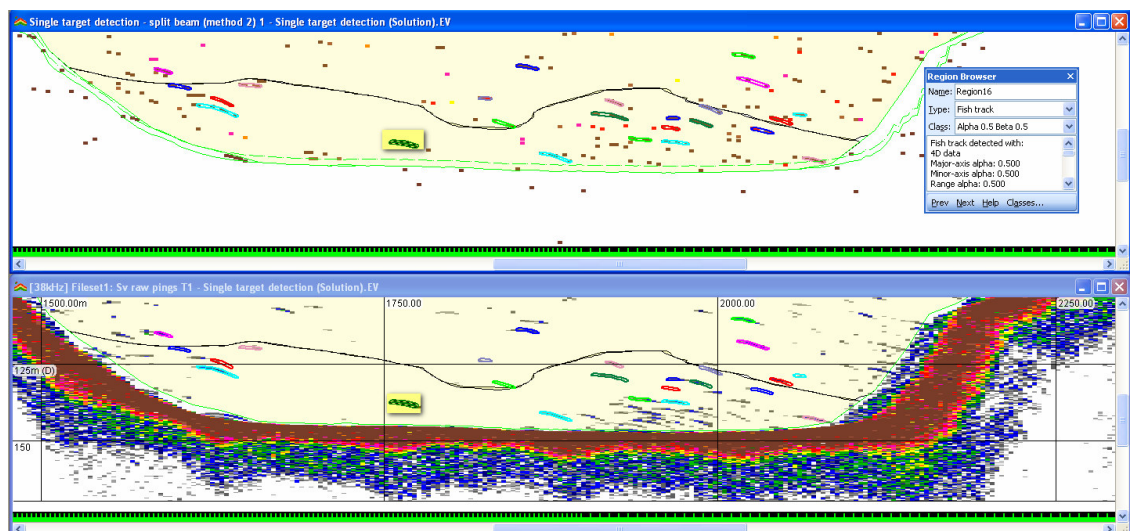 Single target detection - split beam (method 2) 1 - Single target detection (Solution).EV
Region Browser
Name: Region16
Type: Fish track
Class: Alpha 0.5 Beta 0.5
Fish track detected with:
4D data
Major-axis alpha: 0.500
Minor-axis alpha: 0.500
Range alpha: 0.500
Prev Next Help Classes...
[38kHz] Fileset1: Sv raw pings T1 - Single target detection (Solution).EV
1500.00m 1750.00 2000.00 2250.00
125m (D)
150